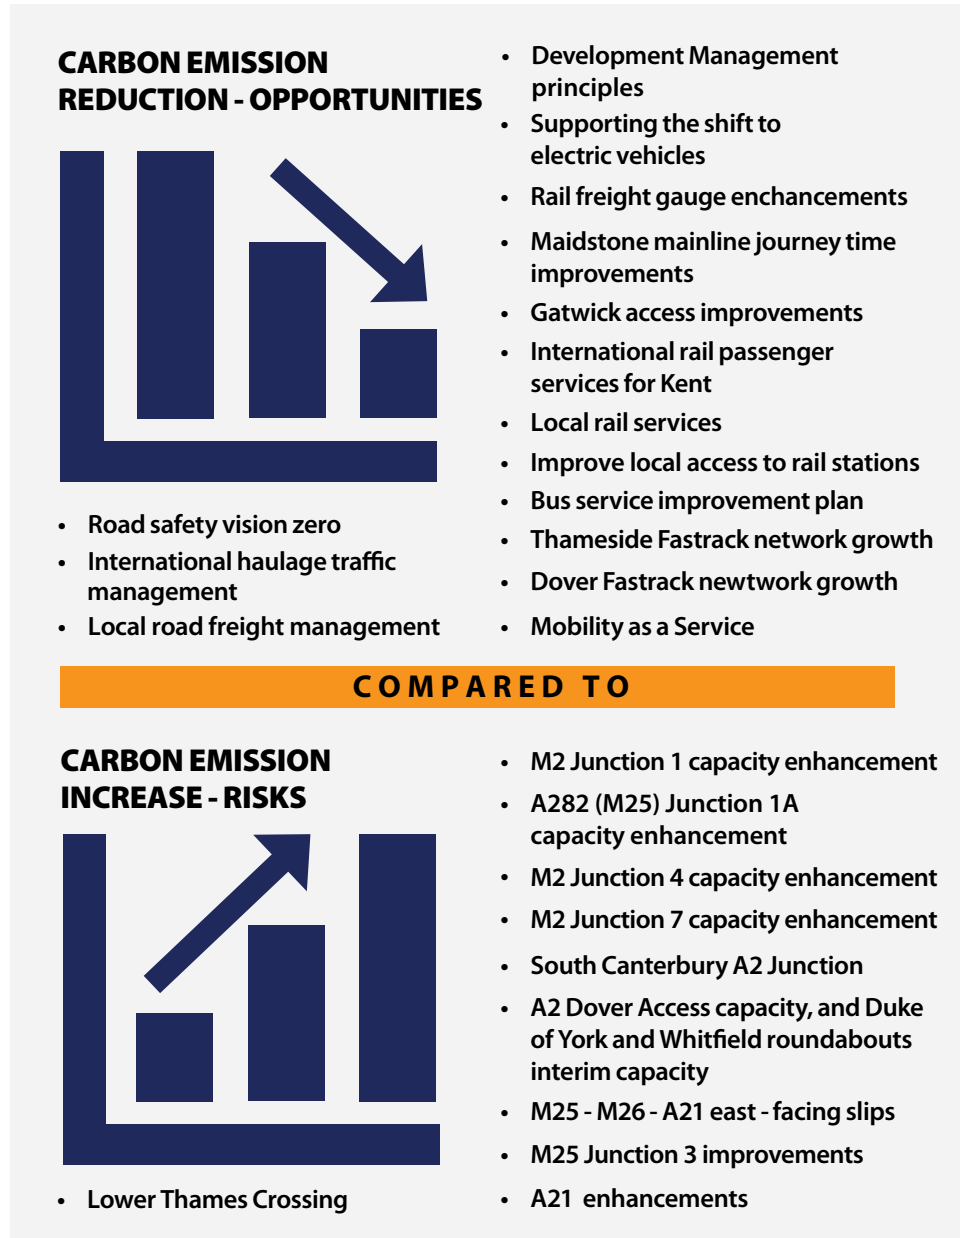 CARBON EMISSION
REDUCTION - OPPORTUNITIES
• Road safety vision zero
• International haulage traffic
management
• Local road freight management
• Development Management
principles
• Supporting the shift to
electric vehicles
• Rail freight gauge enchancements
• Maidstone mainline journey time
improvements
• Gatwick access improvements
• International rail passenger
services for Kent
• Local rail services
• Improve local access to rail stations
• Bus service improvement plan
• Thameside Fastrack network growth
• Dover Fastrack newtwork growth
• Mobility as a Service
COMPARED TO
CARBON EMISSION
INCREASE - RISKS
• Lower Thames Crossing
• M2 Junction 1 capacity enhancement
• A282 (M25) Junction 1A
capacity enhancement
• M2 Junction 4 capacity enhancement
• M2 Junction 7 capacity enhancement
• South Canterbury A2 Junction
• A2 Dover Access capacity, and Duke
of York and Whitfield roundabouts
interim capacity
• M25 - M26 - A21 east - facing slips
• M25 Junction 3 improvements
• A21 enhancements